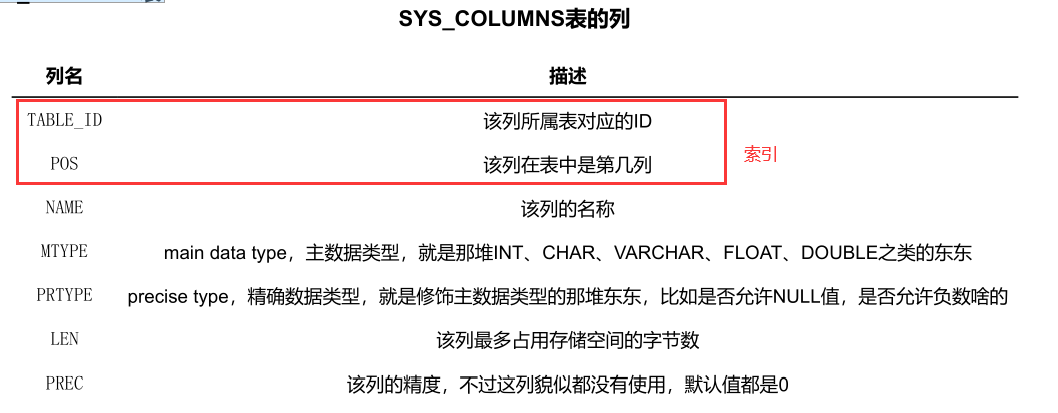 SYS_COLUMNS表的列
列名 描述
TABLE_ID 该列所属表对应的ID
POS 该列在表中是第几列
索引
NAME 该列的名称
MTYPE main data type，主数据类型，就是那堆INT、CHAR、VARCHAR、FLOAT、DOUBLE之类的东东
PRTYPE precise type，精确数据类型，就是修饰主数据类型的那堆东东，比如是否允许NULL值，是否允许负数啥的
LEN 该列最多占用存储空间的字节数
PREC 该列的精度，不过这列貌似都没有使用，默认值都是0